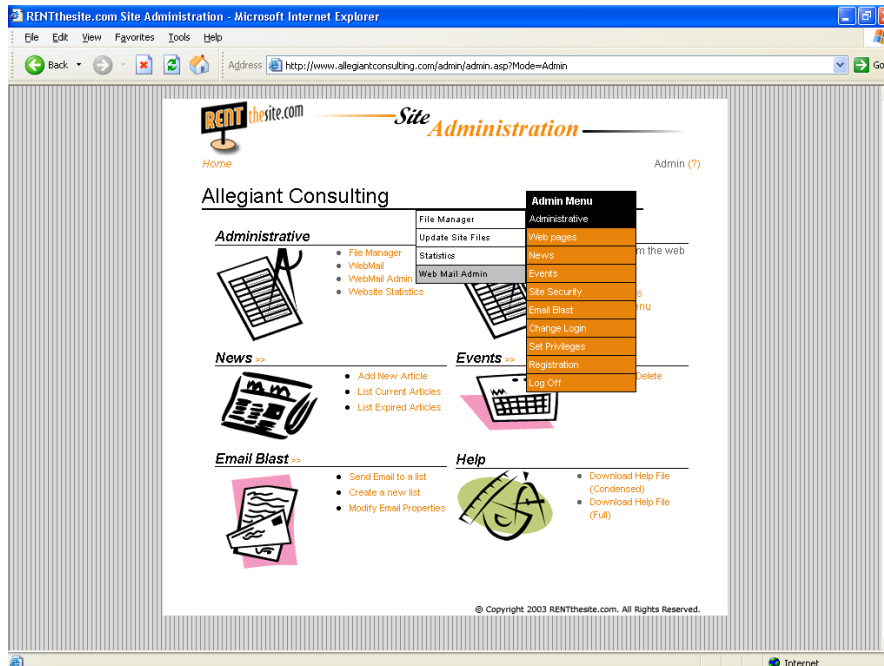 RENTthesite.com Site Administration - Microsoft Internet Explorer
File Edit View Favorites Tools Help
Back
Address http://www.allegiantconsulting.com/admin/admin.asp?Mode=Admin Go
RENT thesite.com
Site Administration
Home
Admin (?)
Allegiant Consulting
Admin Menu
Administrative
Web pages
News
Events
Site Security
Email Blast
Change Login
Set Privileges
Registration
Log Off
File Manager
Update Site Files
Statistics
Web Mail Admin
Administrative
File Manager
WebMail
WebMail Admin
Website Statistics
m the web
News >>
Add New Article
List Current Articles
List Expired Articles
Events >>
Delete
Email Blast >>
Send Email to a list
Create a new list
Modify Email Properties
Help
Download Help File
(Condensed)
Download Help File
(Full)
© Copyright 2003 RENTthesite.com. All Rights Reserved.
Internet